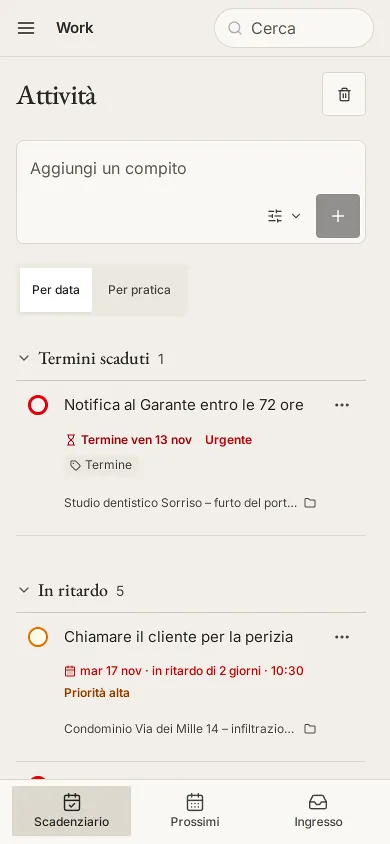 Work
Cerca
Attività
Aggiungi un compito
Per data
Per pratica
Termini scaduti 1
Notifica al Garante entro le 72 ore
Termine ven 13 nov Urgente
Termine
Studio dentistico Sorriso – furto del port...
In ritardo 5
Chiamare il cliente per la perizia
mar 17 nov · in ritardo di 2 giorni · 10:30
Priorità alta
Condominio Via dei Mille 14 – infiltrazio...
Scadenziario
Prossimi
Ingresso